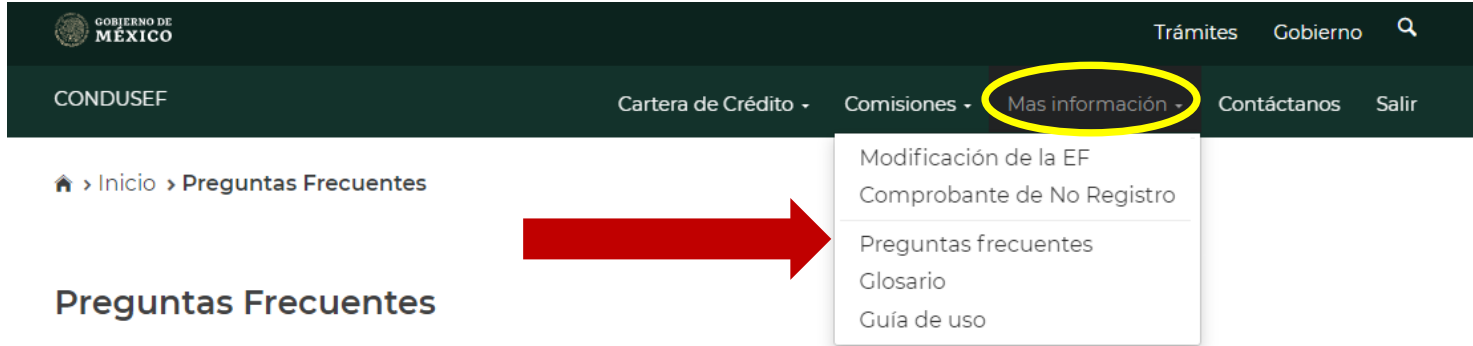 GOBIERNO DE
MÉXICO
Trámites Gobierno
CONDUSEF
Cartera de Crédito Comisiones Mas información Contáctanos Salir
Modificación de la EF
Comprobante de No Registro
> Inicio > Preguntas Frecuentes
Preguntas frecuentes
Glosario
Guía de uso
Preguntas Frecuentes